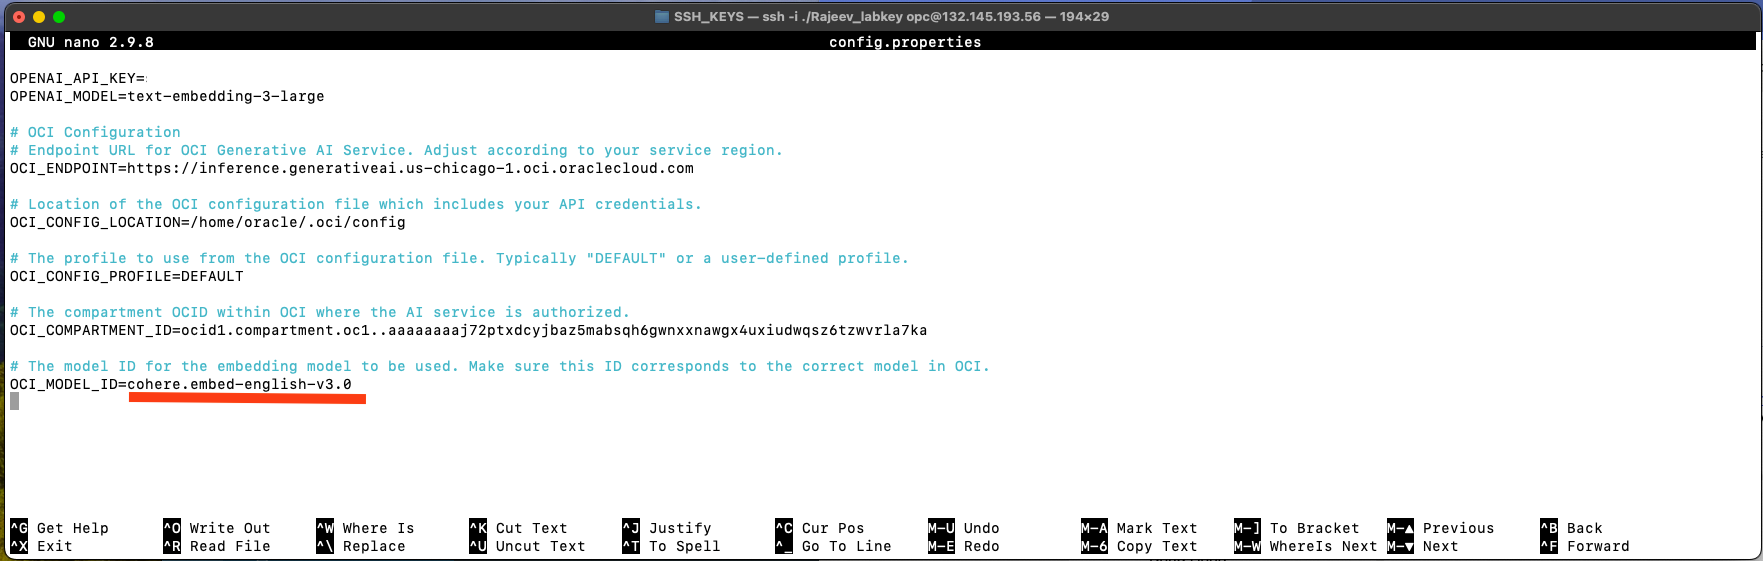 SSH_KEYS — ssh -i ./Rajeev_labkey opc@132.145.193.56 — 194×29
GNU nano 2.9.8 config.properties
OPENAI_API_KEY=
OPENAI_MODEL=text-embedding-3-large
# OCI Configuration
# Endpoint URL for OCI Generative AI Service. Adjust according to your service region.
OCI_ENDPOINT=https://inference.generativeai.us-chicago-1.oci.oraclecloud.com
# Location of the OCI configuration file which includes your API credentials.
OCI_CONFIG_LOCATION=/home/oracle/.oci/config
# The profile to use from the OCI configuration file. Typically "DEFAULT" or a user-defined profile.
OCI_CONFIG_PROFILE=DEFAULT
# The compartment OCID within OCI where the AI service is authorized.
OCI_COMPARTMENT_ID=ocid1.compartment.oc1..aaaaaaaaj72ptxdcyjbaz5mabsqh6gwnxxnawgx4uxiudwqsz6tzwvrla7ka
# The model ID for the embedding model to be used. Make sure this ID corresponds to the correct model in OCI.
OCI_MODEL_ID=cohere.embed-english-v3.0
^G Get Help ^O Write Out ^W Where Is ^K Cut Text ^J Justify ^C Cur Pos M-U Undo M-A Mark Text M-] To Bracket M-▲ Previous ^B Back
^X Exit ^R Read File ^\ Replace ^U Uncut Text ^T To Spell ^_ Go To Line M-E Redo M-6 Copy Text M-W WhereIs Next M-▼ Next ^F Forward